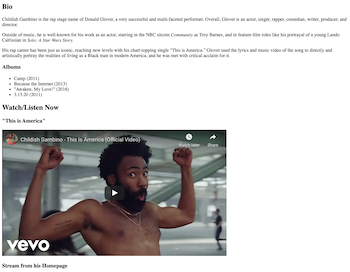 Bio
Childish Gambino is the rap stage name of Donald Glover, a very successful and multi-faceted performer. Overall, Glover is an actor, singer, rapper, comedian, writer, producer, and
director.
Outside of music, he is well-known for his work as an actor, starring in the NBC sitcom Community as Troy Barnes, and in feature film roles like his portrayal of a young Lando
Calrissian in Solo: A Star Wars Story.
His rap career has been just as iconic, reaching new levels with his chart-topping single "This is America." Glover used the lyrics and music video of the song to directly and
artistically portray the realities of living as a Black man in modern America, and he was met with critical acclaim for it.
Albums
Camp (2011)
Because the Internet (2013)
"Awaken, My Love!" (2016)
3.15.20 (2011)
Watch/Listen Now
"This is America"
Childish Gambino - This Is America (Official Video)
Watch later
Share
vevo
Stream from his Homepage